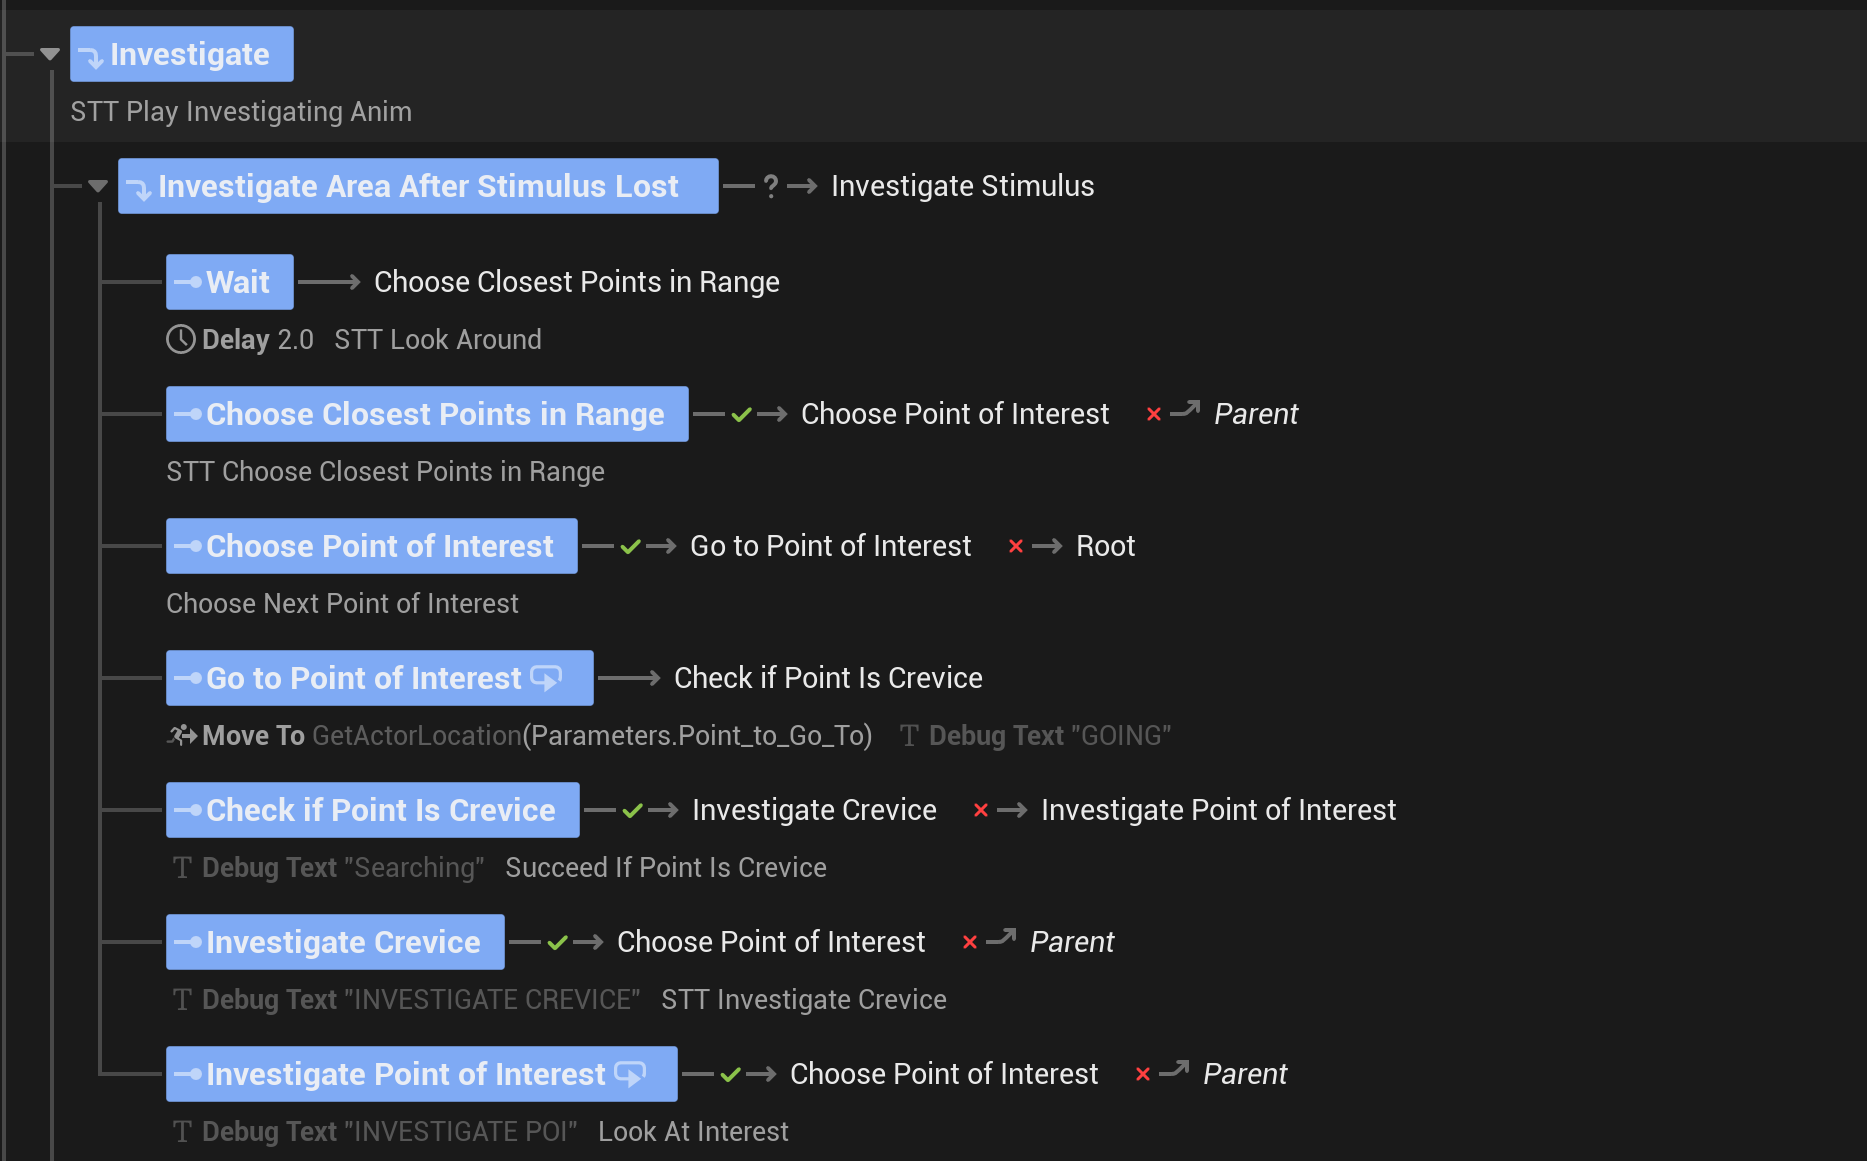 Investigate
STT Play Investigating Anim
Investigate Area After Stimulus Lost ? Investigate Stimulus
Wait Choose Closest Points in Range
Delay 2.0 STT Look Around
Choose Closest Points in Range Choose Point of Interest Parent
STT Choose Closest Points in Range
Choose Point of Interest Go to Point of Interest Root
Choose Next Point of Interest
Go to Point of Interest Check if Point Is Crevice
Move To GetActorLocation(Parameters.Point_to_Go_To) T Debug Text "GOING"
Check if Point Is Crevice Investigate Crevice Investigate Point of Interest
T Debug Text "Searching" Succeed If Point Is Crevice
Investigate Crevice Choose Point of Interest Parent
T Debug Text "INVESTIGATE CREVICE" STT Investigate Crevice
Investigate Point of Interest Choose Point of Interest Parent
T Debug Text "INVESTIGATE POI" Look At Interest